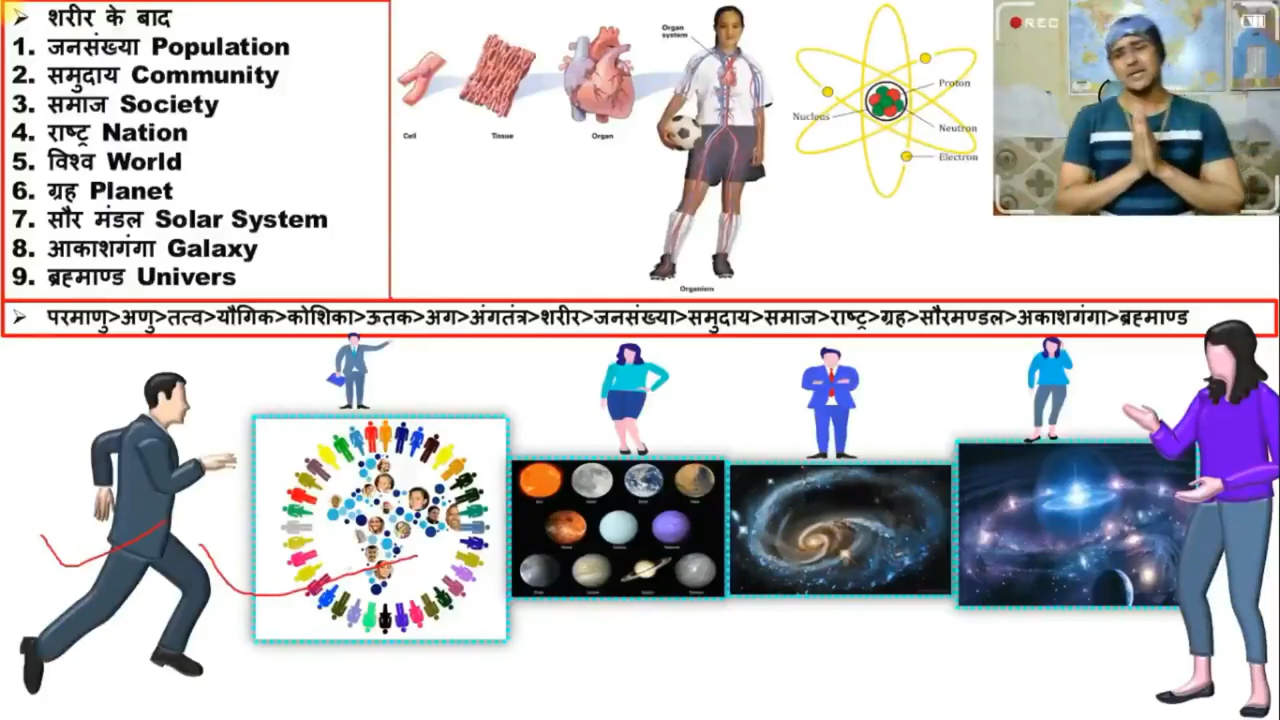 ➢ शरीर के बाद
1. जनसंख्या Population
2. समुदाय Community
3. समाज Society
4. राष्ट्र Nation
5. विश्व World
6. ग्रह Planet
7. सौर मंडल Solar System
8. आकाशगंगा Galaxy
9. ब्रह्माण्ड Univers
Cell
Tissue
Organ
Organ
system
Organism
Nucleus
Proton
Neutron
Electron
REC
➢ परमाणु>अणु>तत्व>यौगिक>कोशिका>ऊतक>अग>अंगतंत्र>शरीर>जनसंख्या>समुदाय>समाज>राष्ट्र>ग्रह>सौरमण्डल>अकाशगंगा>ब्रह्माण्ड